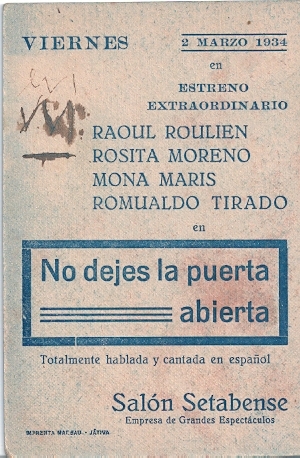 VIERNES 2 MARZO 1934
en
ESTRENO
EXTRAORDINARIO
RAOUL ROULIEN
ROSITA MORENO
MONA MARIS
ROMUALDO TIRADO
en
No dejes la puerta
abierta
Totalmente hablada y cantada en español
Salón Setabense
Empresa de Grandes Espectáculos
IMPRENTA - JÁTIVA